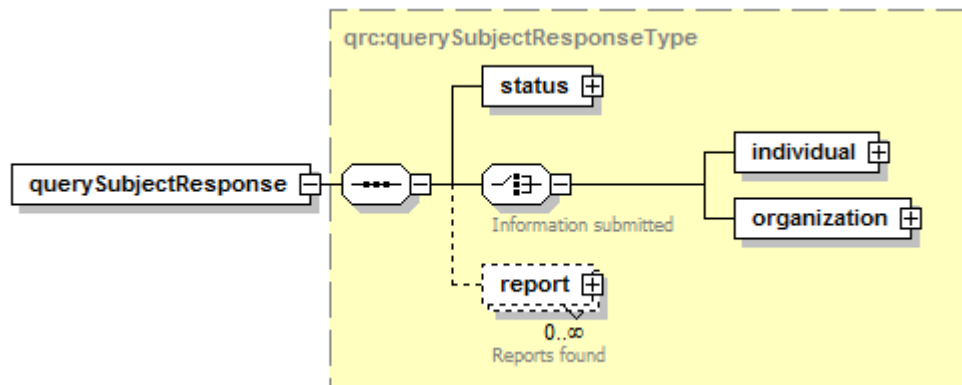 qrc:querySubjectResponseType
status
individual
querySubjectResponse
organization
Information submitted
report
0..∞
Reports found